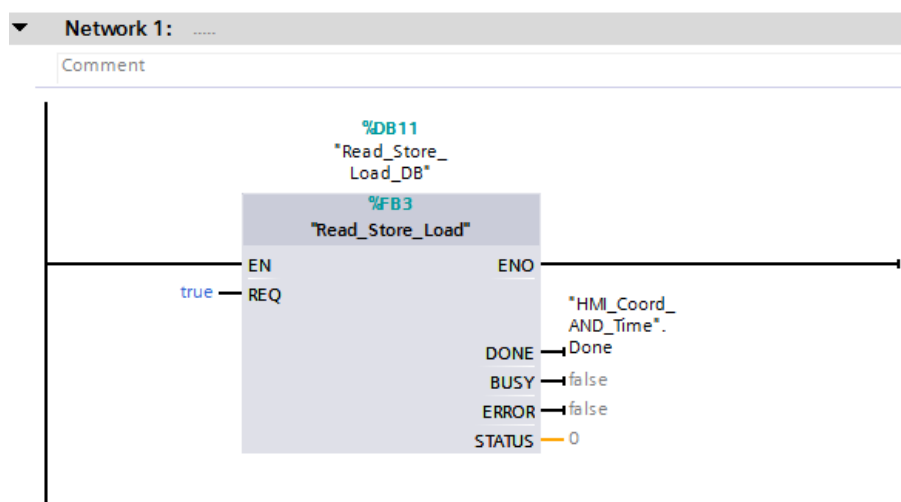 Network 1: .....
Comment
%DB11
"Read_Store_
Load_DB"
%FB3
"Read_Store_Load"
EN
ENO
true
REQ
"HMI_Coord_
AND_Time".
Done
DONE
BUSY
false
ERROR
false
STATUS
0